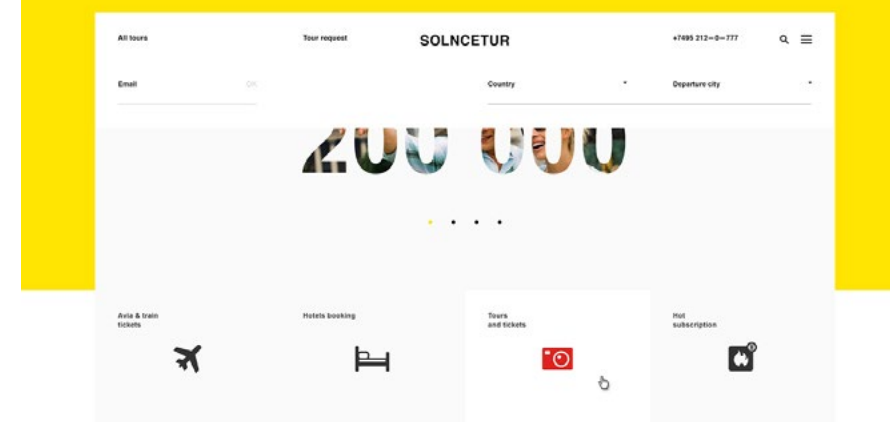 All tours
Tour request
SOLNCETUR
+7495 212–0–777
Email
OK
Country
Departure city
200 000
Avia & train
tickets
Hotels booking
Tours
and tickets
Hot
subscription